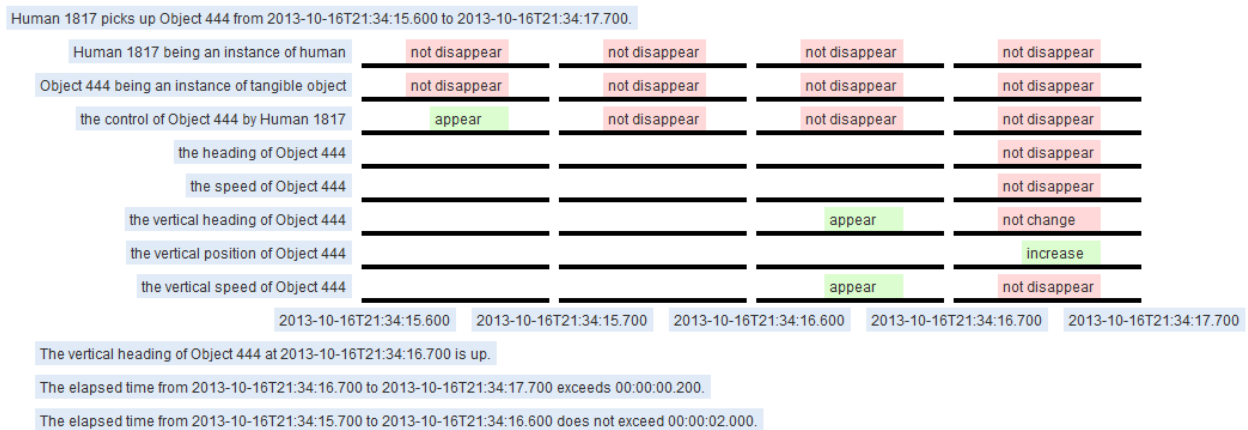 Human 1817 picks up Object 444 from 2013-10-16T21:34:15.600 to 2013-10-16T21:34:17.700.
Human 1817 being an instance of human not disappear not disappear not disappear not disappear
Object 444 being an instance of tangible object not disappear not disappear not disappear not disappear
the control of Object 444 by Human 1817 appear not disappear not disappear not disappear
the heading of Object 444 not disappear
the speed of Object 444 not disappear
the vertical heading of Object 444 appear not change
the vertical position of Object 444 increase
the vertical speed of Object 444 appear not disappear
2013-10-16T21:34:15.600 2013-10-16T21:34:15.700 2013-10-16T21:34:16.600 2013-10-16T21:34:16.700 2013-10-16T21:34:17.700
The vertical heading of Object 444 at 2013-10-16T21:34:16.700 is up.
The elapsed time from 2013-10-16T21:34:16.700 to 2013-10-16T21:34:17.700 exceeds 00:00:00.200.
The elapsed time from 2013-10-16T21:34:15.700 to 2013-10-16T21:34:16.600 does not exceed 00:00:02.000.